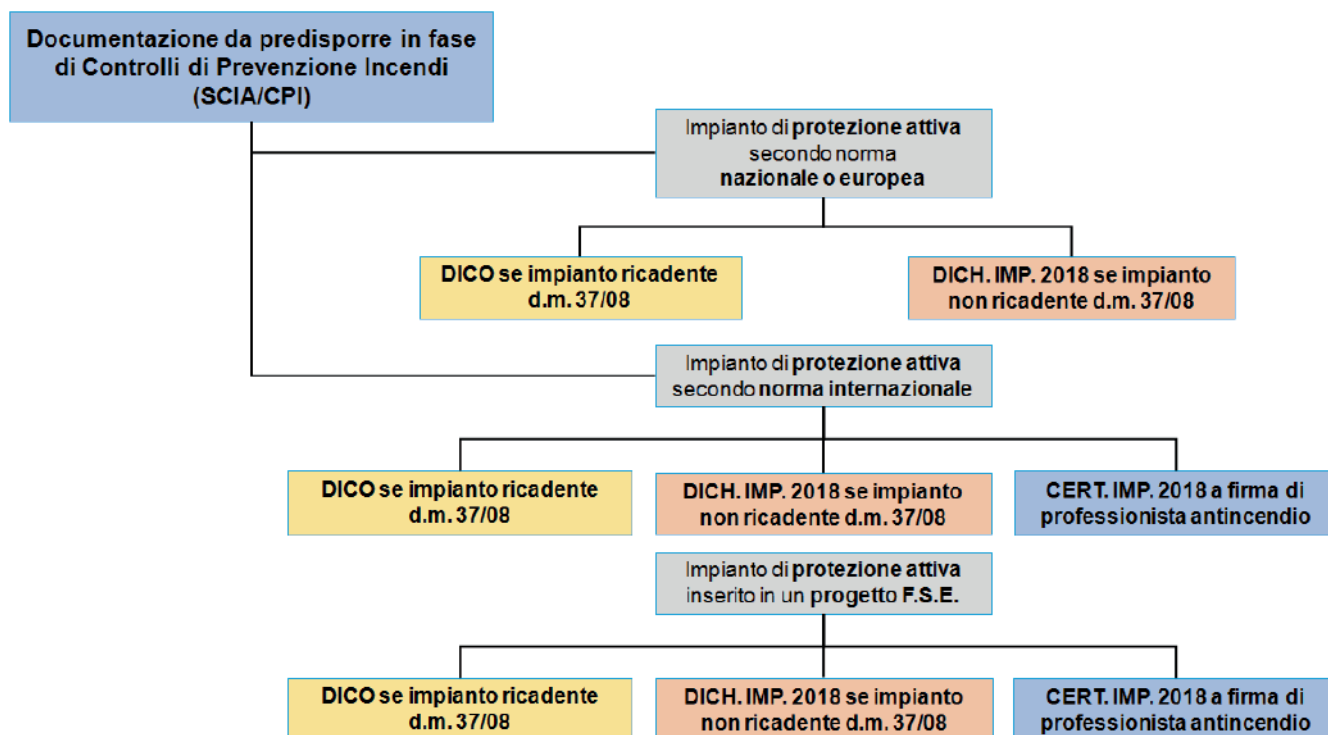 Documentazione da predisporre in fase
di Controlli di Prevenzione Incendi
(SCIA/CPI)
Impianto di protezione attiva
secondo norma
nazionale o europea
DICO se impianto ricadente
d.m. 37/08
DICH. IMP. 2018 se impianto
non ricadente d.m. 37/08
Impianto di protezione attiva
secondo norma internazionale
DICO se impianto ricadente
d.m. 37/08
DICH. IMP. 2018 se impianto
non ricadente d.m. 37/08
CERT. IMP. 2018 a firma di
professionista antincendio
Impianto di protezione attiva
inserito in un progetto F.S.E.
DICO se impianto ricadente
d.m. 37/08
DICH. IMP. 2018 se impianto
non ricadente d.m. 37/08
CERT. IMP. 2018 a firma di
professionista antincendio